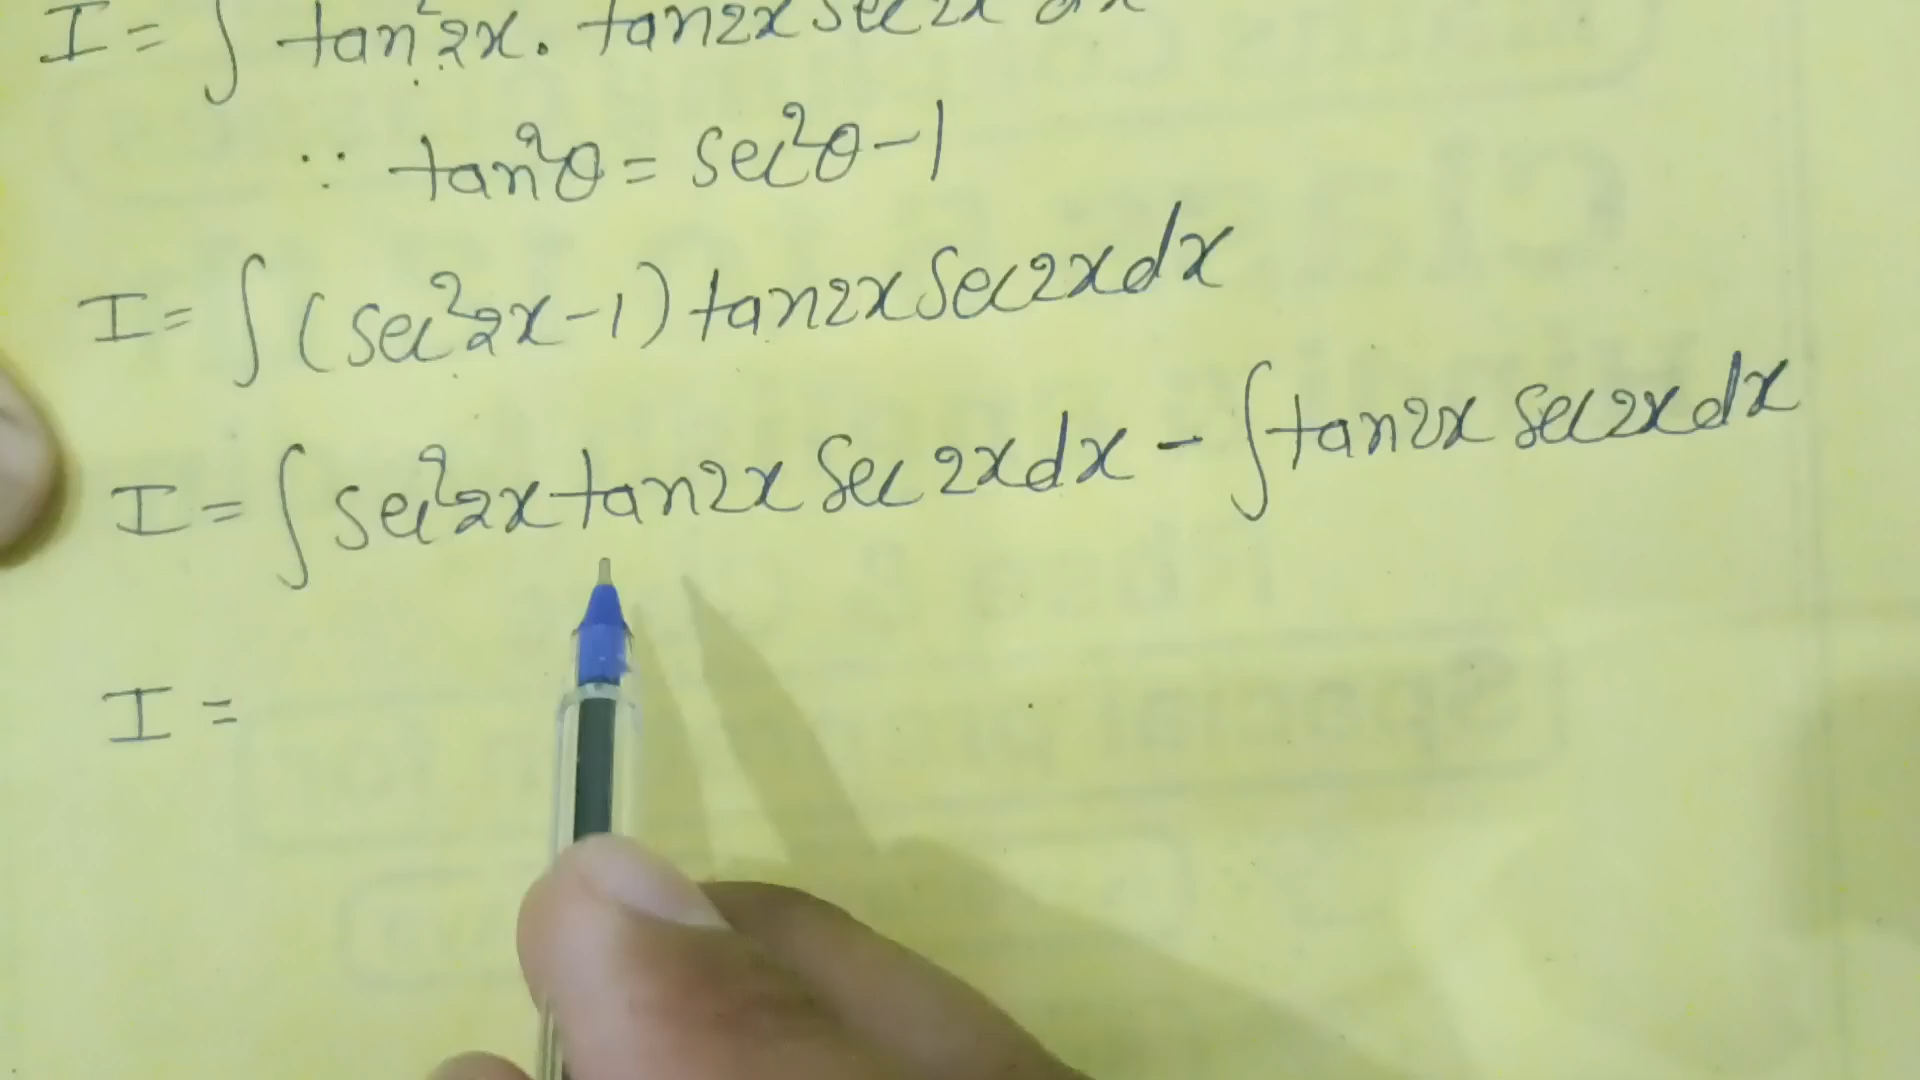 I = ∫ tan²2x. tan2x sec2x dx
∵ tan²θ = sec²θ-1
I = ∫ (sec²2x-1) tan2x sec2x dx
I = ∫ sec²2x tan2x sec2x dx - ∫ tan2x sec2x dx
I =